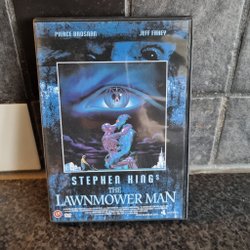 PIERCE BROSNAN JEFF FAHEY
STEPHEN KING's
THE
LAWNMOWER MAN